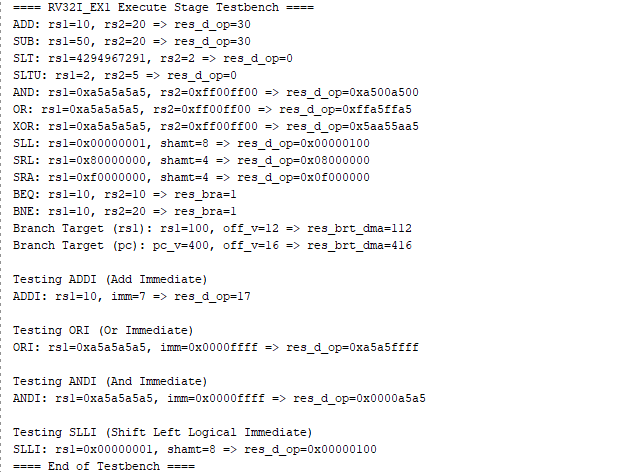 ==== RV32I_EX1 Execute Stage Testbench ====
ADD: rs1=10, rs2=20 => res_d_op=30
SUB: rs1=50, rs2=20 => res_d_op=30
SLT: rs1=4294967291, rs2=2 => res_d_op=0
SLTU: rs1=2, rs2=5 => res_d_op=0
AND: rs1=0xa5a5a5a5, rs2=0xff00ff00 => res_d_op=0xa500a500
OR: rs1=0xa5a5a5a5, rs2=0xff00ff00 => res_d_op=0xffa5ffa5
XOR: rs1=0xa5a5a5a5, rs2=0xff00ff00 => res_d_op=0x5aa55aa5
SLL: rs1=0x00000001, shamt=8 => res_d_op=0x00000100
SRL: rs1=0x80000000, shamt=4 => res_d_op=0x08000000
SRA: rs1=0xf0000000, shamt=4 => res_d_op=0x0f000000
BEQ: rs1=10, rs2=10 => res_bra=1
BNE: rs1=10, rs2=20 => res_bra=1
Branch Target (rs1): rs1=100, off_v=12 => res_brt_dma=112
Branch Target (pc): pc_v=400, off_v=16 => res_brt_dma=416
Testing ADDI (Add Immediate)
ADDI: rs1=10, imm=7 => res_d_op=17
Testing ORI (Or Immediate)
ORI: rs1=0xa5a5a5a5, imm=0x0000ffff => res_d_op=0xa5a5ffff
Testing ANDI (And Immediate)
ANDI: rs1=0xa5a5a5a5, imm=0x0000ffff => res_d_op=0x0000a5a5
Testing SLLI (Shift Left Logical Immediate)
SLLI: rs1=0x00000001, shamt=8 => res_d_op=0x00000100
==== End of Testbench ====